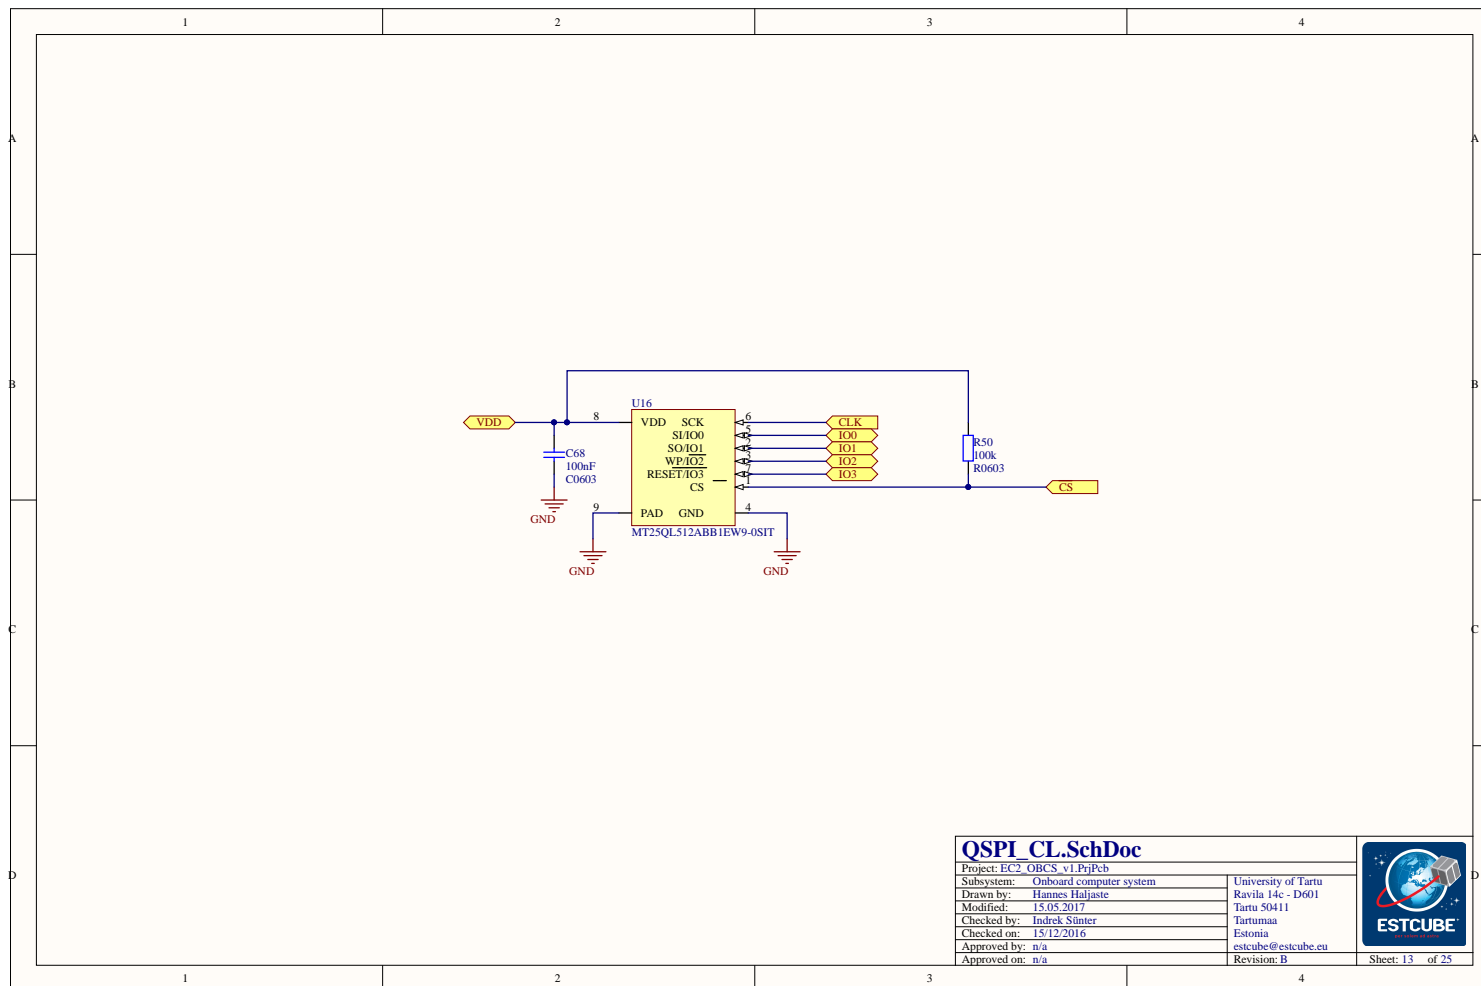 1 2 3 4
A A
B B
U16
VDD 8 VDD SCK 6 CLK
SI/IO0 5 IO0
SO/IO1 2 IO1
WP/IO2 3 IO2
RESET/IO3 7 IO3
CS 1 CS
C68
100nF
C0603
GND
R50
100k
R0603
9 PAD GND 4
MT25QL512ABB1EW9-0SIT
GND GND
C C
D D
QSPI_CL.SchDoc
Project: EC2_OBCS_v1.PrjPcb
Subsystem: Onboard computer system
Drawn by: Hannes Haljaste
Modified: 15.05.2017
Checked by: Indrek Sünter
Checked on: 15/12/2016
Approved by: n/a
Approved on: n/a
University of Tartu
Ravila 14c - D601
Tartu 50411
Tartumaa
Estonia
estcube@estcube.eu
Revision: B
ESTCUBE
Sheet: 13 of 25
1 2 3 4